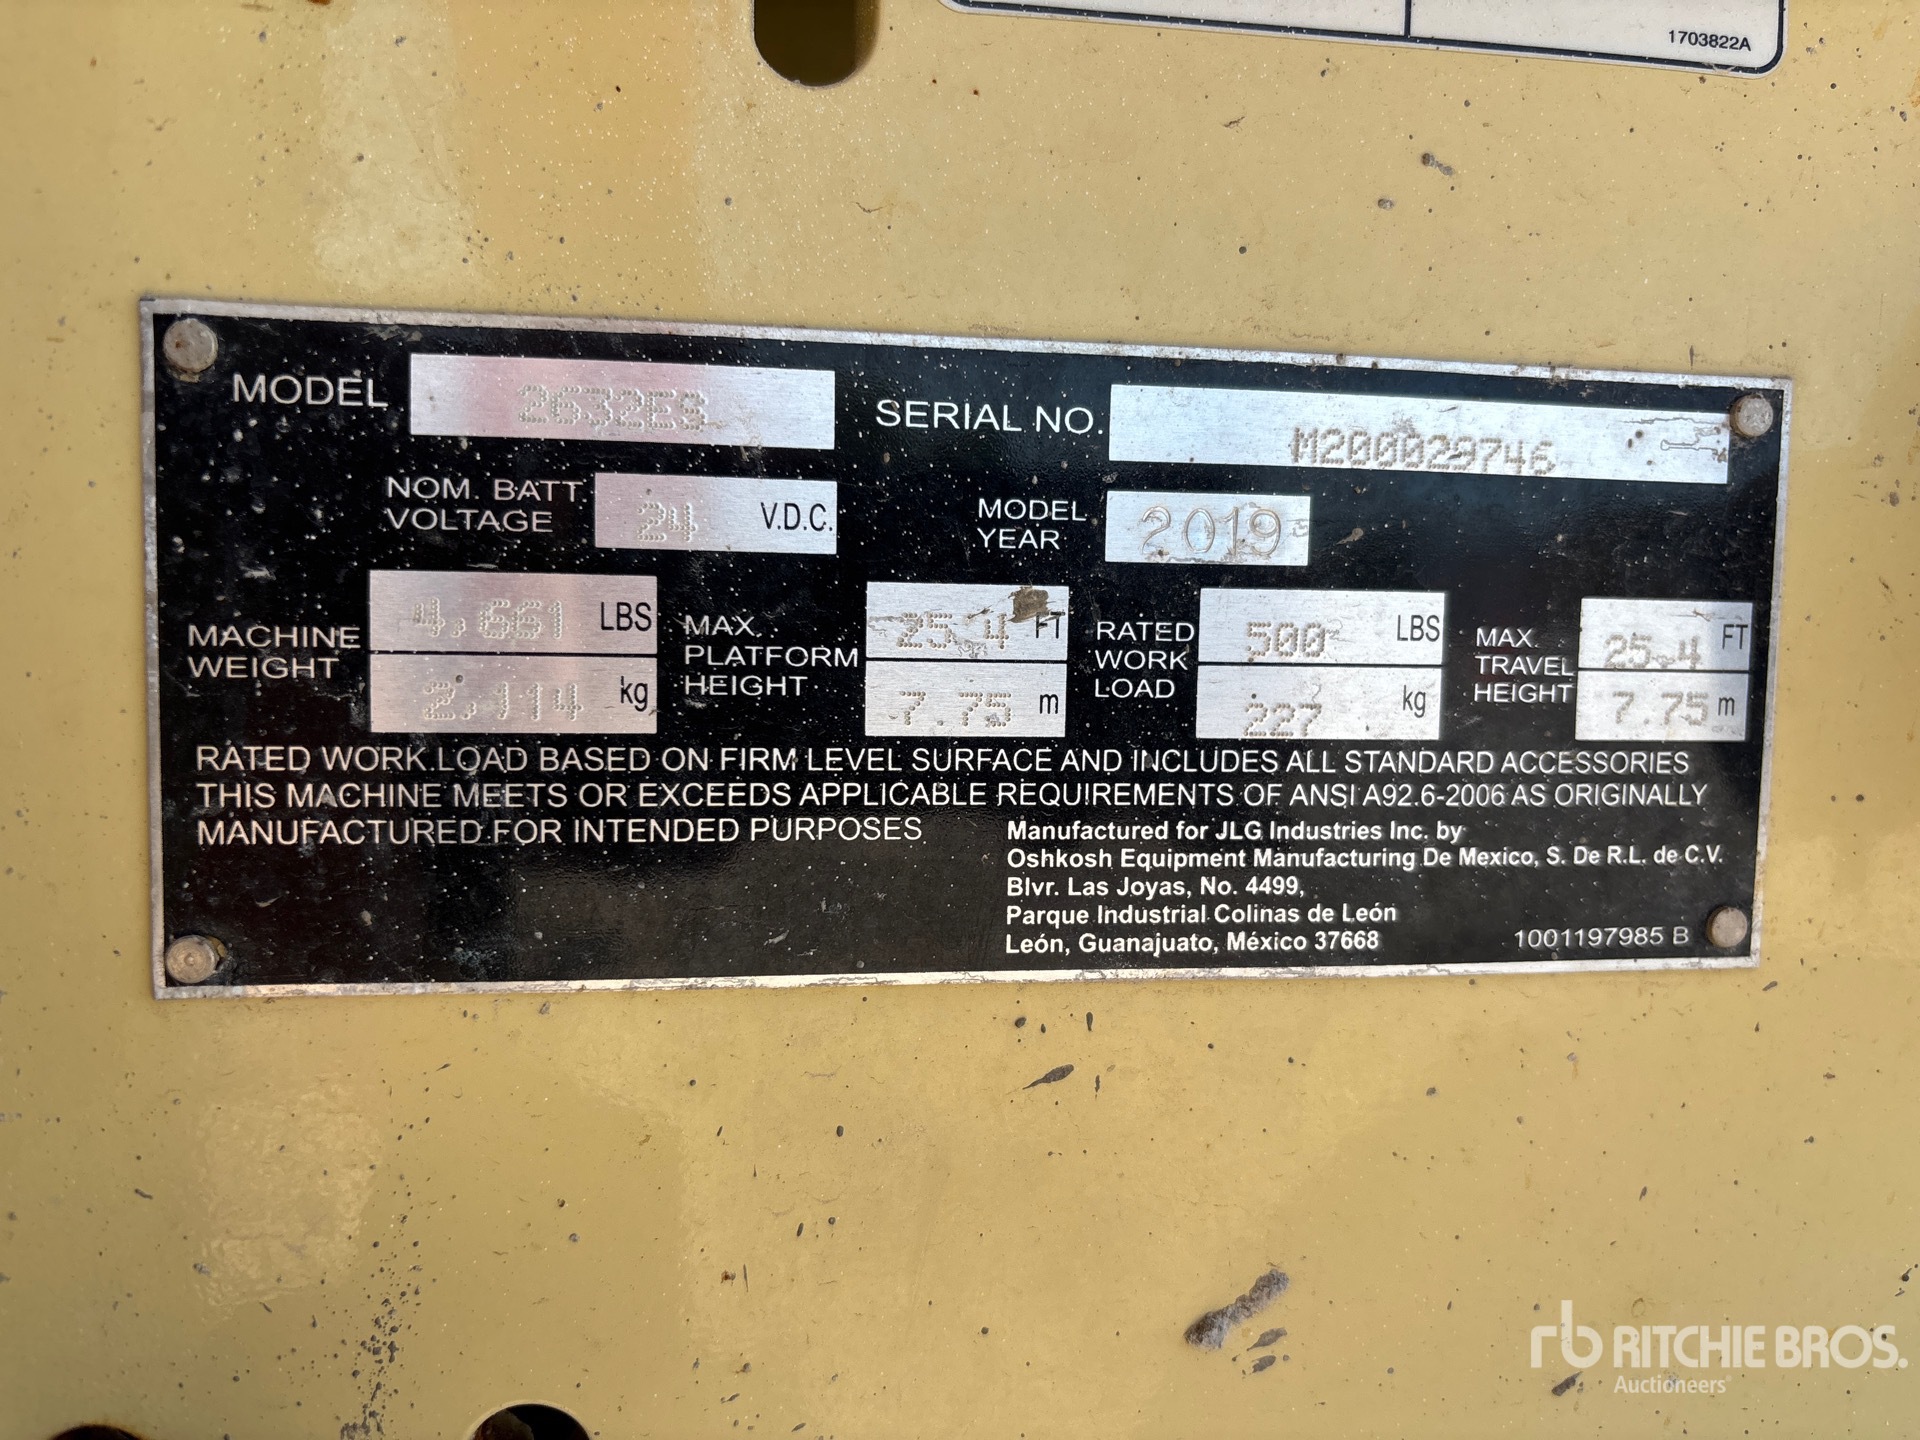 1703822A
MODEL 2632E3 SERIAL NO. M200029746
NOM. BATT. VOLTAGE 24 V.D.C. MODEL YEAR 2019
MACHINE WEIGHT 4,661 LBS 2,114 kg MAX. PLATFORM HEIGHT 25.4 FT 7.75 m RATED WORK LOAD 500 LBS 227 kg MAX. TRAVEL HEIGHT 25.4 FT 7.75 m
RATED WORK LOAD BASED ON FIRM LEVEL SURFACE AND INCLUDES ALL STANDARD ACCESSORIES
THIS MACHINE MEETS OR EXCEEDS APPLICABLE REQUIREMENTS OF ANSI A92.6-2006 AS ORIGINALLY
MANUFACTURED FOR INTENDED PURPOSES
Manufactured for JLG Industries Inc. by
Oshkosh Equipment Manufacturing De Mexico, S. De R.L. de C.V.
Blvr. Las Joyas, No. 4499,
Parque Industrial Colinas de León
León, Guanajuato, México 37668
1001197985 B
rb RITCHIE BROS.
Auctioneers